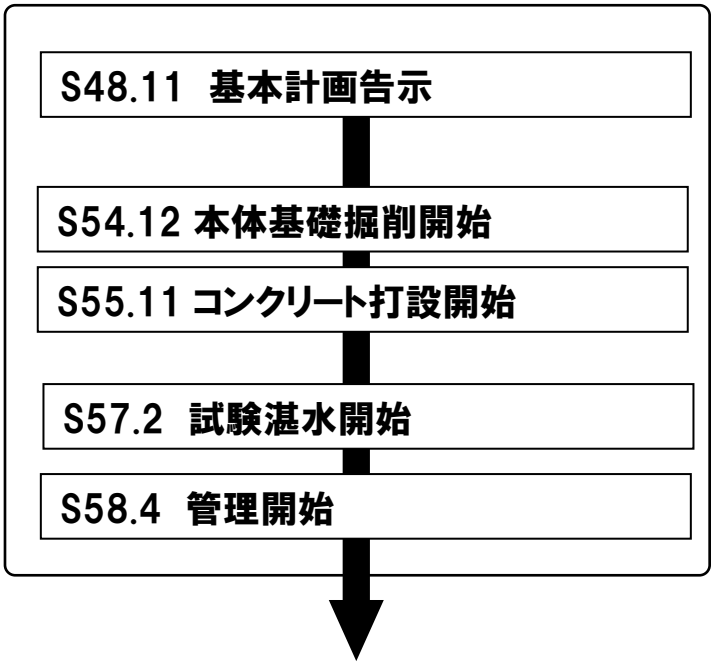 S48.11 基本計画告示
S54.12 本体基礎掘削開始
S55.11 コンクリート打設開始
S57.2 試験湛水開始
S58.4 管理開始